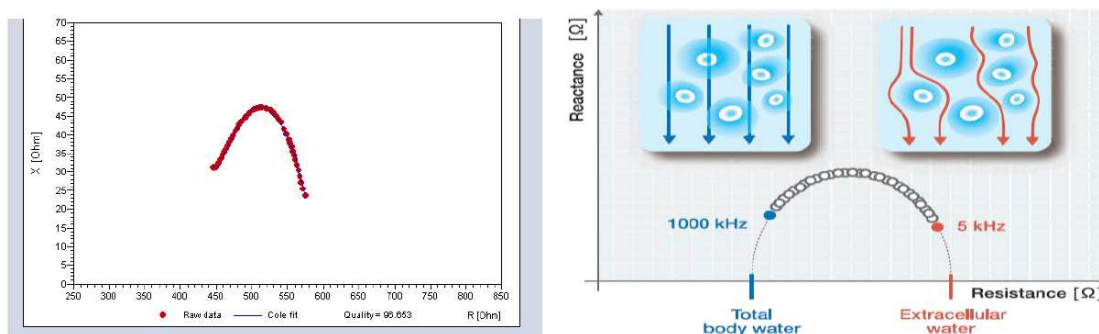 70
65
60
55
50
45
40
35
30
25
20
15
10
5
0
X [Ohm]
250 300 350 400 450 500 550 600 650 700 750 800 850
Raw data Cole fit Quality = 96.653 R [Ohm]
Reactance [Ω]
1000 kHz
5 kHz
Resistance [Ω]
Total
body water
Extracellular
water